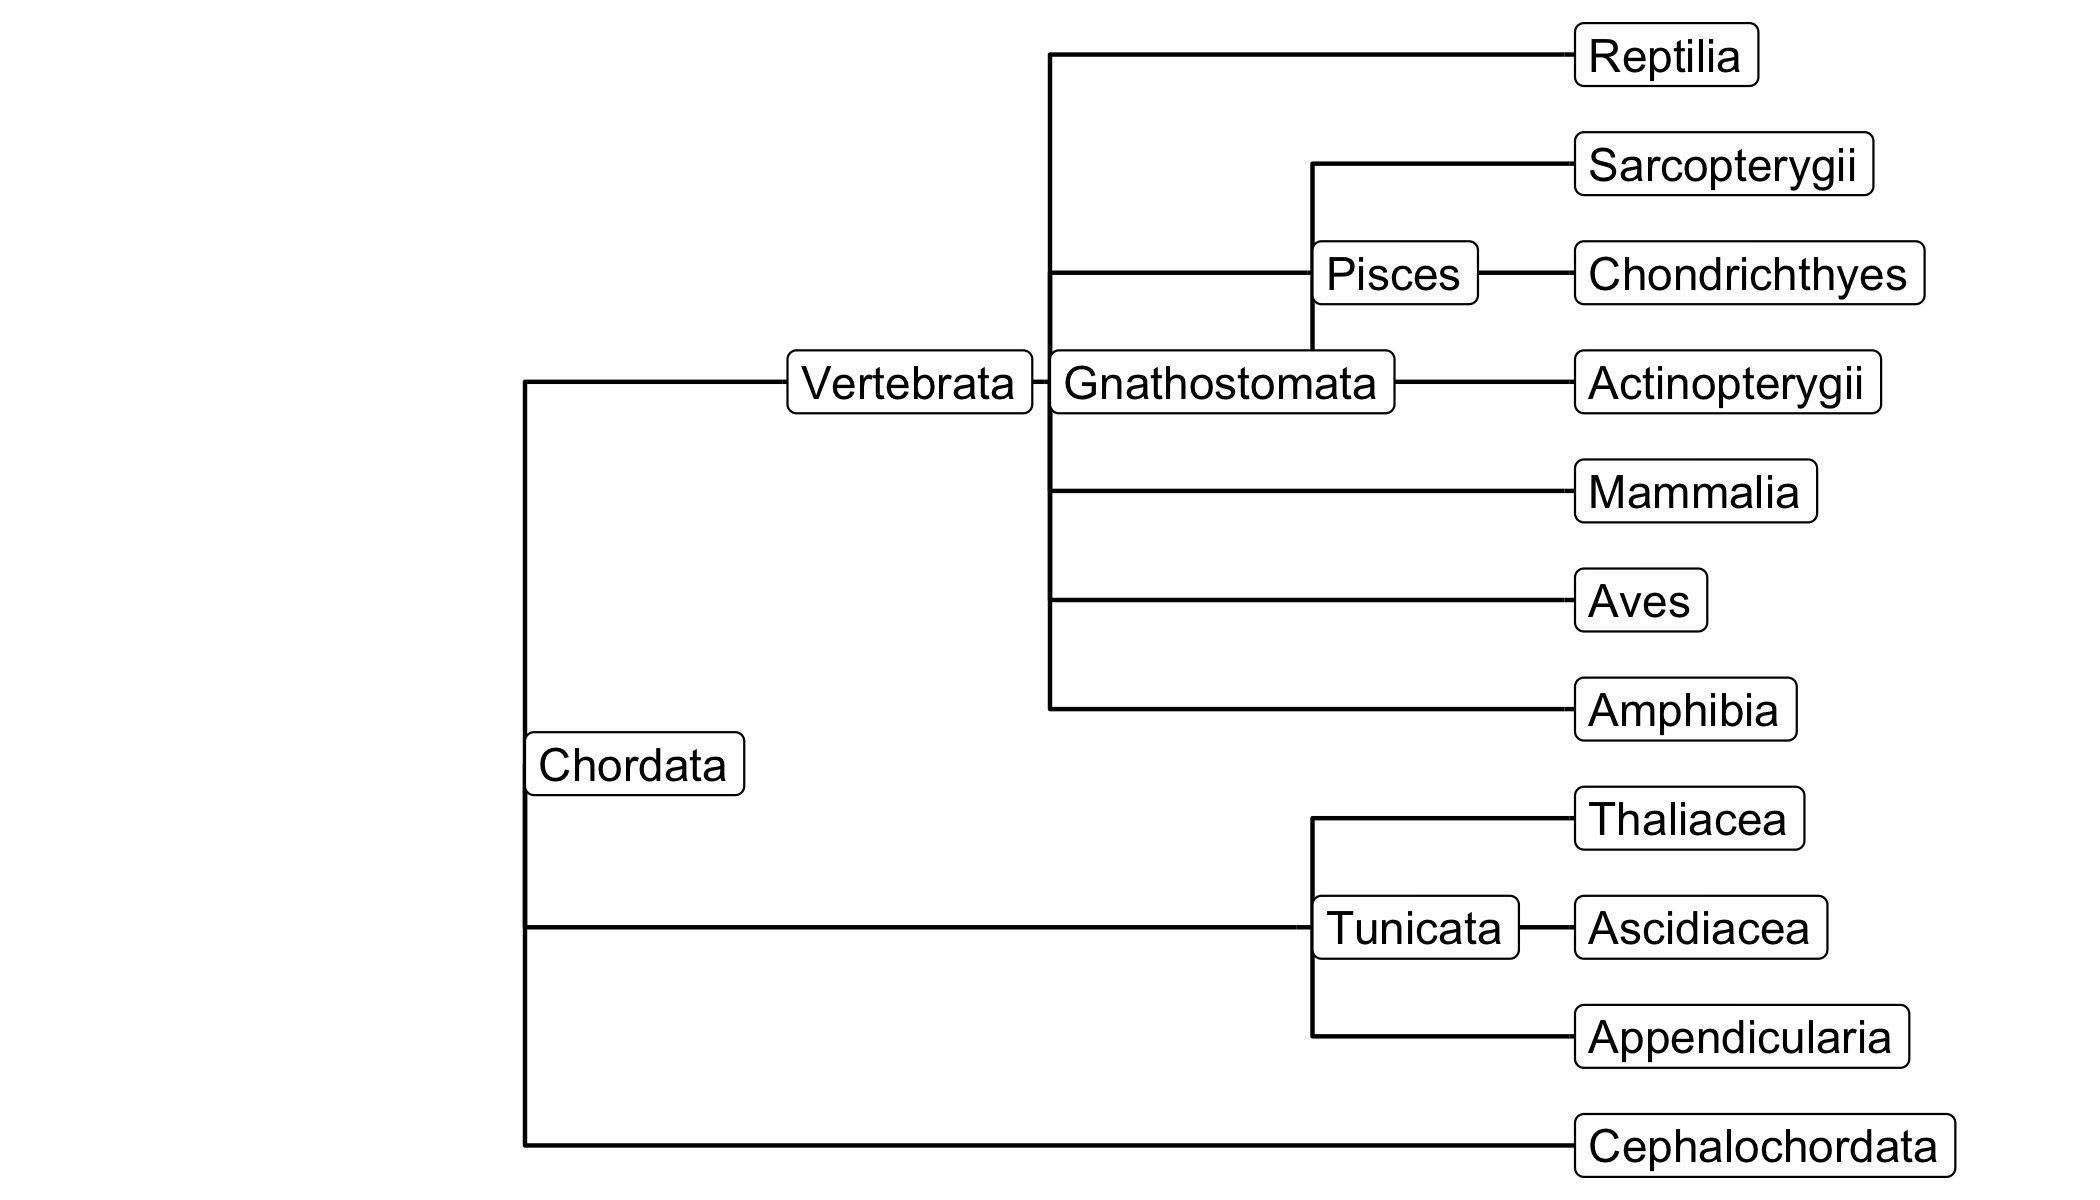 Reptilia
Sarcopterygii
Pisces
Chondrichthyes
Vertebrata
Gnathostomata
Actinopterygii
Mammalia
Aves
Amphibia
Chordata
Thaliacea
Tunicata
Ascidiacea
Appendicularia
Cephalochordata